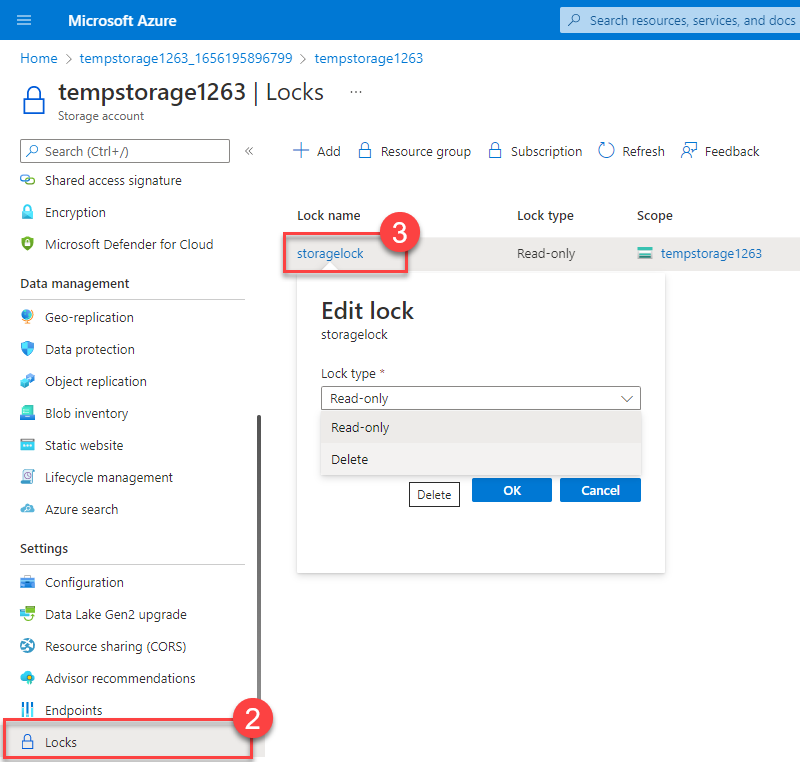 Microsoft Azure
Search resources, services, and docs
Home > tempstorage1263_1656195896799 > tempstorage1263
tempstorage1263 | Locks ...
Storage account
Search (Ctrl+/) «
Add Resource group Subscription Refresh Feedback
Shared access signature
Encryption
Microsoft Defender for Cloud
Data management
Geo-replication
Data protection
Object replication
Blob inventory
Static website
Lifecycle management
Azure search
Settings
Configuration
Data Lake Gen2 upgrade
Resource sharing (CORS)
Advisor recommendations
Endpoints
2
Locks
Lock name Lock type Scope
3
storagelock Read-only tempstorage1263
Edit lock
storagelock
Lock type *
Read-only
Read-only
Delete
Delete OK Cancel